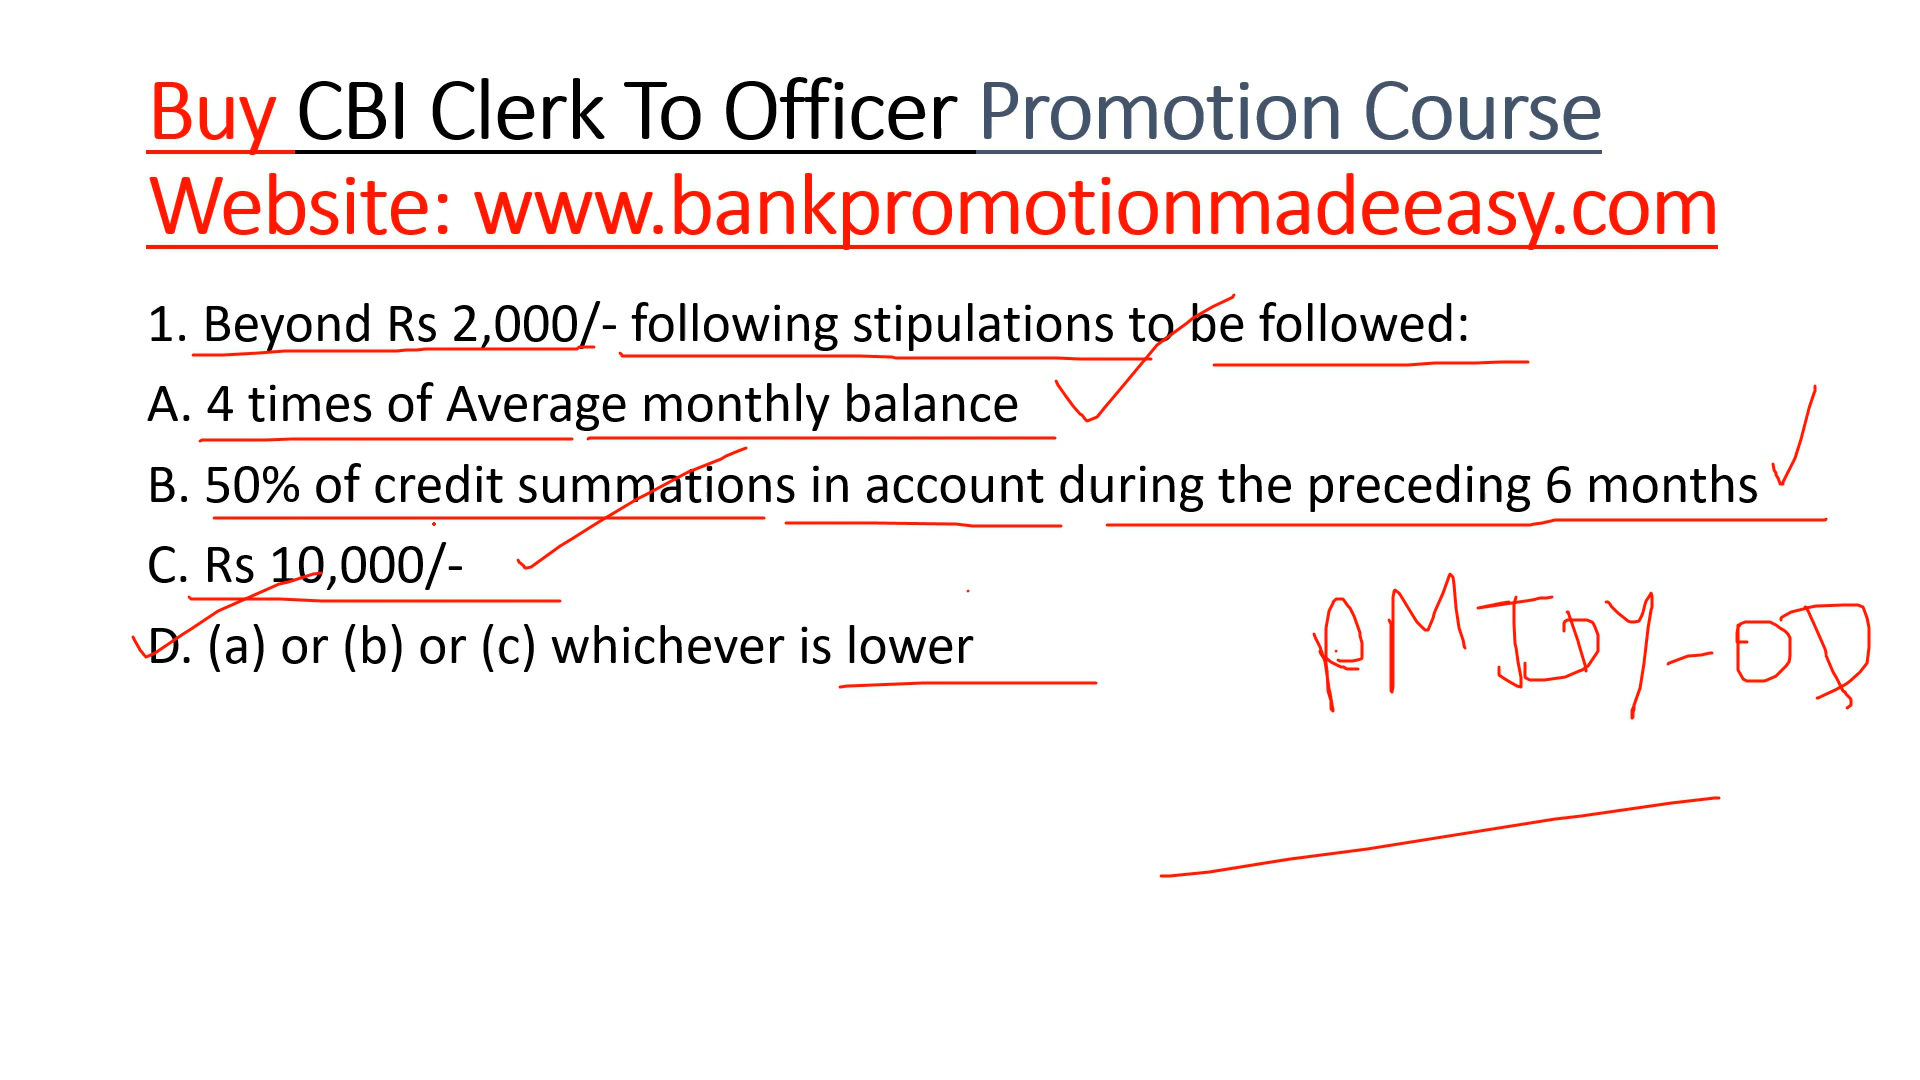 Buy CBI Clerk To Officer Promotion Course
Website: www.bankpromotionmadeeasy.com
1. Beyond Rs 2,000/- following stipulations to be followed:
A. 4 times of Average monthly balance
B. 50% of credit summations in account during the preceding 6 months
C. Rs 10,000/-
D. (a) or (b) or (c) whichever is lower
PMJDY-OD